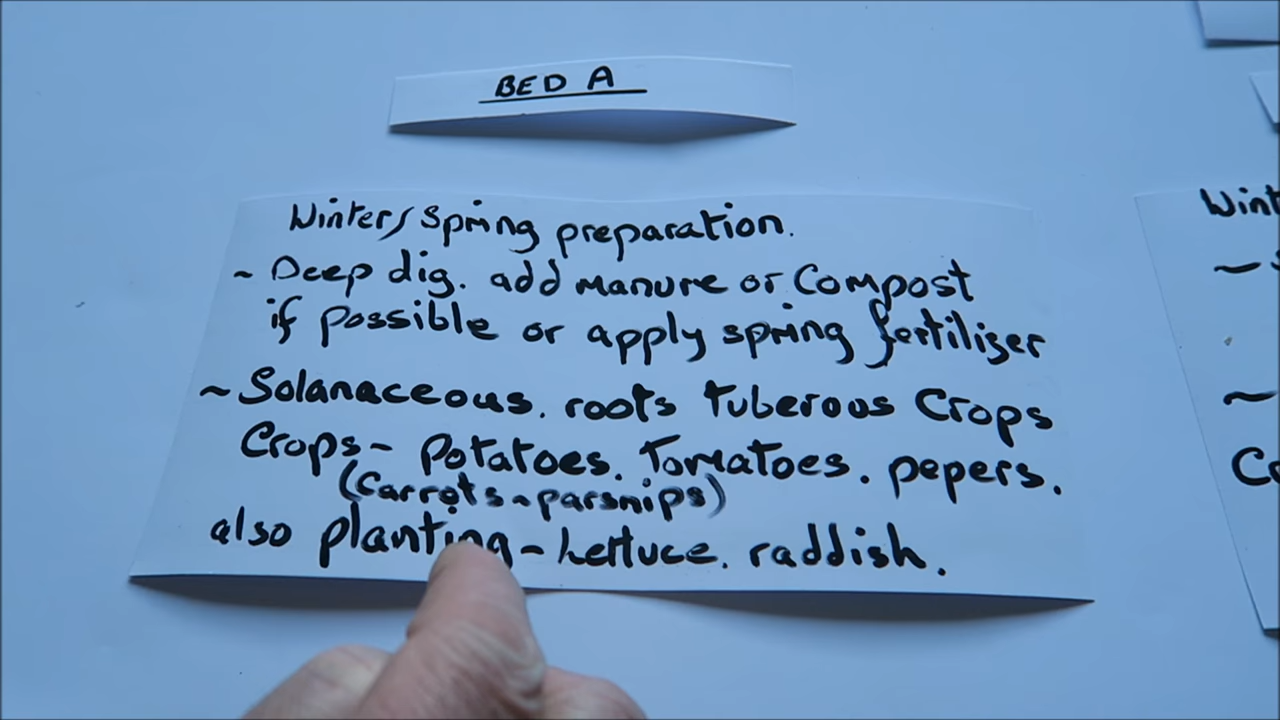 BED A
Winter/Spring preparation.
~ Deep dig. add manure or Compost
if possible or apply spring fertilizer
~ Solanaceous. roots Tuberous Crops
Crops - Potatoes. Tomatoes. pepers.
(Carrots - parsnips)
also planting - Lettuce. raddish.
Wint
~
~